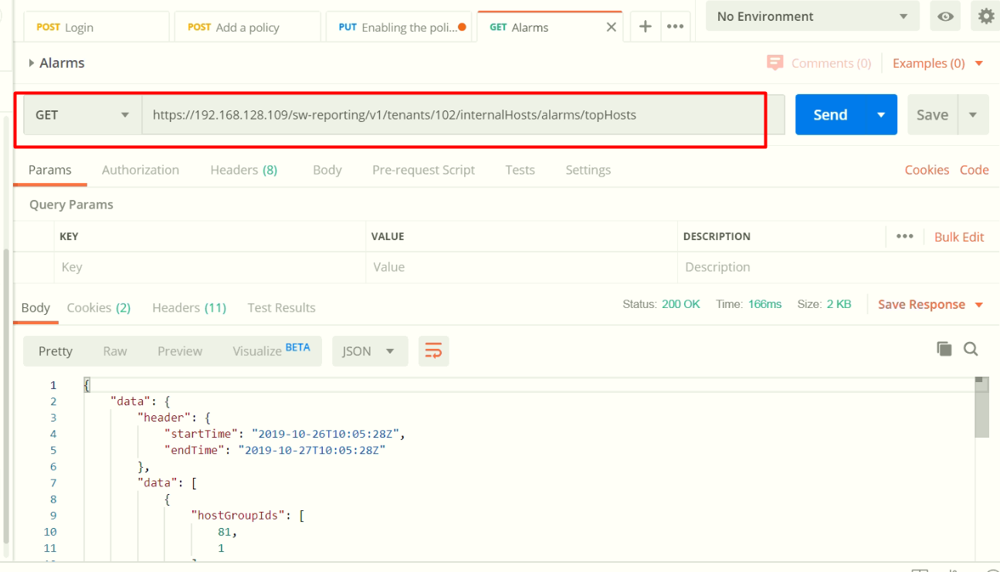 POST Login POST Add a policy PUT Enabling the poli... GET Alarms No Environment
Alarms Comments (0) Examples (0)
GET https://192.168.128.109/sw-reporting/v1/tenants/102/internalHosts/alarms/topHosts Send Save
Params Authorization Headers (8) Body Pre-request Script Tests Settings Cookies Code
Query Params
KEY VALUE DESCRIPTION Bulk Edit
Key Value Description
Body Cookies (2) Headers (11) Test Results Status: 200 OK Time: 166ms Size: 2 KB Save Response
Pretty Raw Preview Visualize BETA JSON
1 {
2 "data": {
3 "header": {
4 "startTime": "2019-10-26T10:05:28Z",
5 "endTime": "2019-10-27T10:05:28Z"
6 },
7 "data": [
8 {
9 "hostGroupIds": [
10 81,
11 1